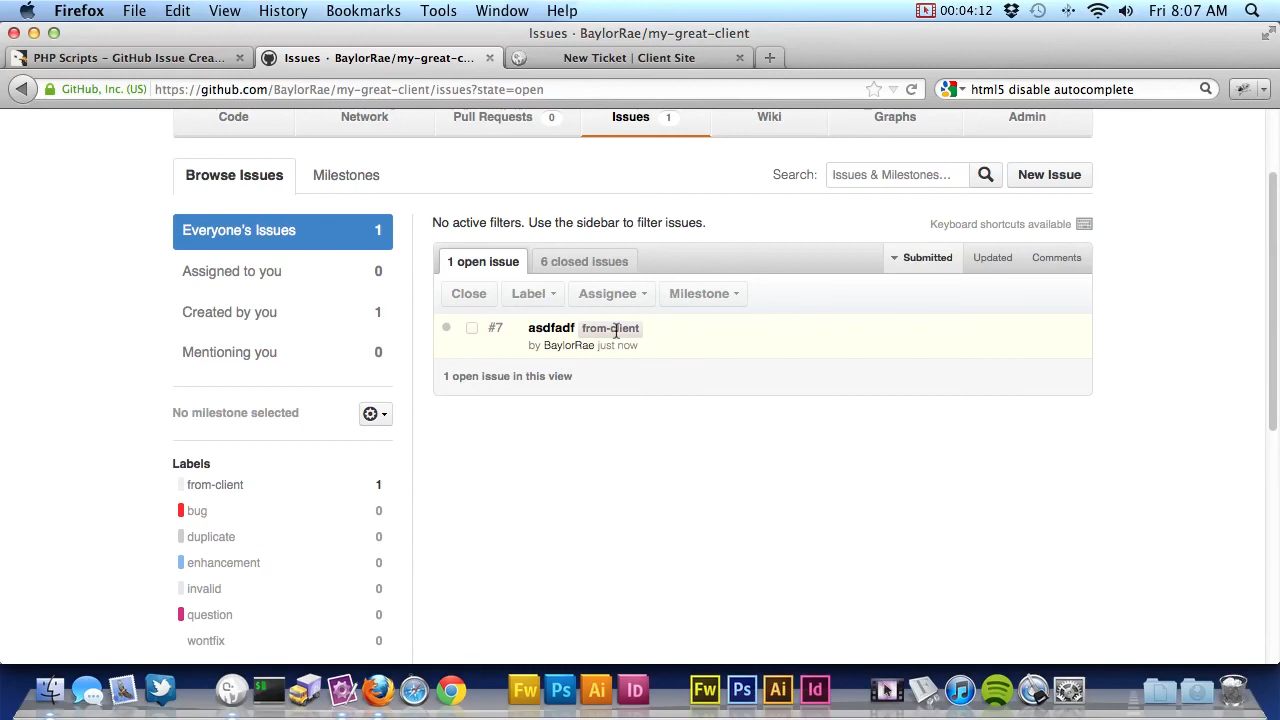 Firefox File Edit View History Bookmarks Tools Window Help 00:04:12 Fri 8:07 AM
Issues · BaylorRae/my-great-client
PHP Scripts – GitHub Issue Crea... Issues · BaylorRae/my-great-c... New Ticket | Client Site
GitHub, Inc. (US) https://github.com/BaylorRae/my-great-client/issues?state=open html5 disable autocomplete
Code Network Pull Requests 0 Issues 1 Wiki Graphs Admin
Browse Issues Milestones Search: Issues & Milestones... New Issue
Everyone's Issues 1
Assigned to you 0
Created by you 1
Mentioning you 0
No milestone selected
Labels
from-client 1
bug 0
duplicate 0
enhancement 0
invalid 0
question 0
wontfix 0
No active filters. Use the sidebar to filter issues. Keyboard shortcuts available
1 open issue 6 closed issues Submitted Updated Comments
Close Label Assignee Milestone
#7 asdfadf from-client
by BaylorRae just now
1 open issue in this view
Fw Ps Ai Id Fw Ps Ai Id